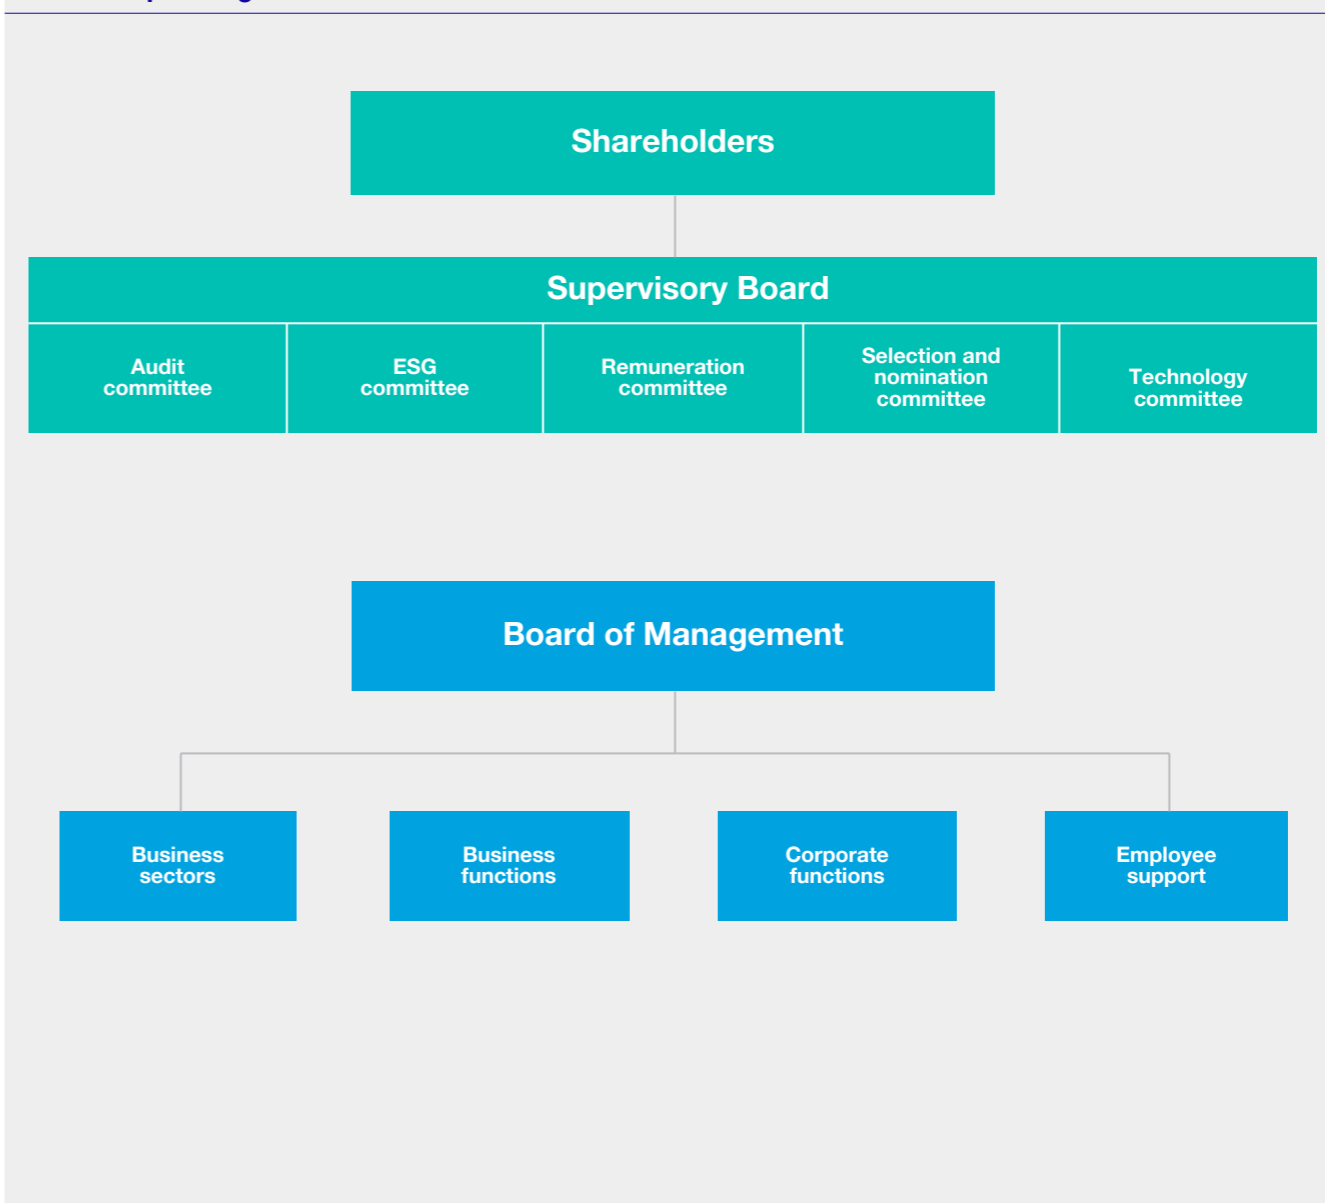 Shareholders
Supervisory Board
Audit
committee
ESG
committee
Remuneration
committee
Selection and
nomination
committee
Technology
committee
Board of Management
Business
sectors
Business
functions
Corporate
functions
Employee
support